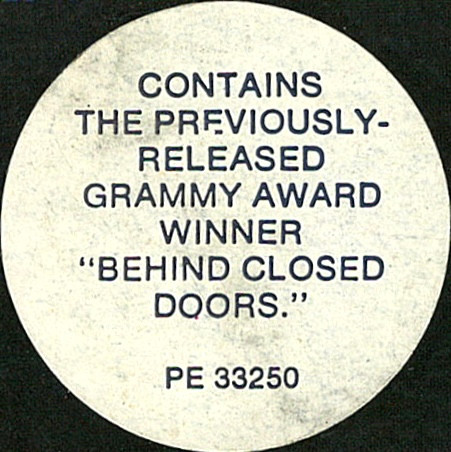 CONTAINS
THE PREVIOUSLY-
RELEASED
GRAMMY AWARD
WINNER
“BEHIND CLOSED
DOORS.”
PE 33250